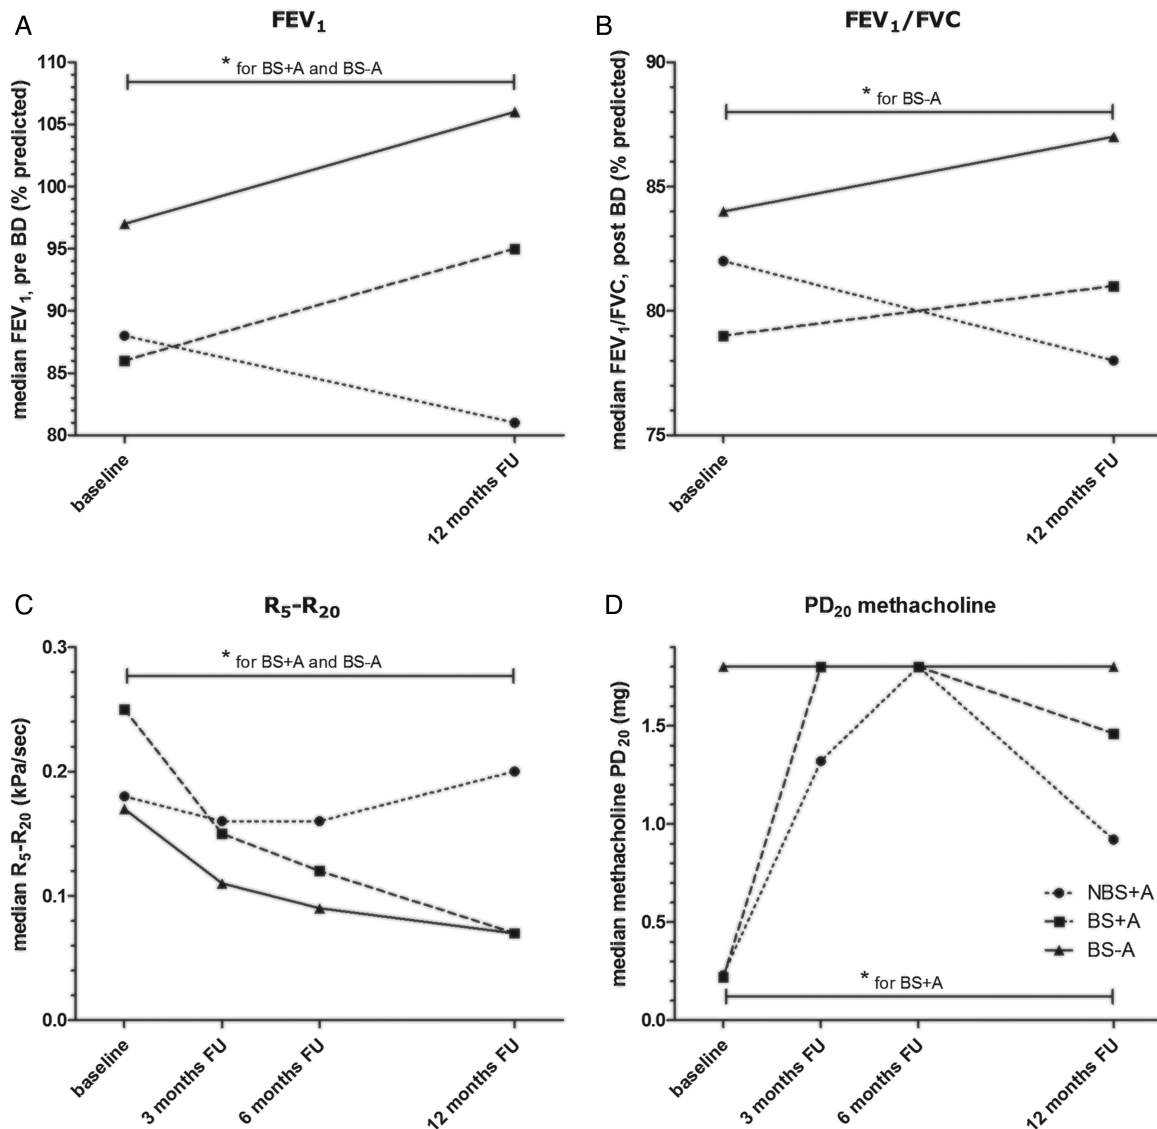 A
FEV1
* for BS+A and BS-A
median FEV1, pre BD (% predicted)
110
105
100
95
90
85
80
baseline
12 months FU
B
FEV1/FVC
* for BS-A
median FEV1/FVC, post BD (% predicted)
90
85
80
75
baseline
12 months FU
C
R5-R20
* for BS+A and BS-A
median R5-R20 (kPa/sec)
0.3
0.2
0.1
0.0
baseline
3 months FU
6 months FU
12 months FU
D
PD20 methacholine
median methacholine PD20 (mg)
1.5
1.0
0.5
0.0
NBS+A
BS+A
BS-A
* for BS+A
baseline
3 months FU
6 months FU
12 months FU